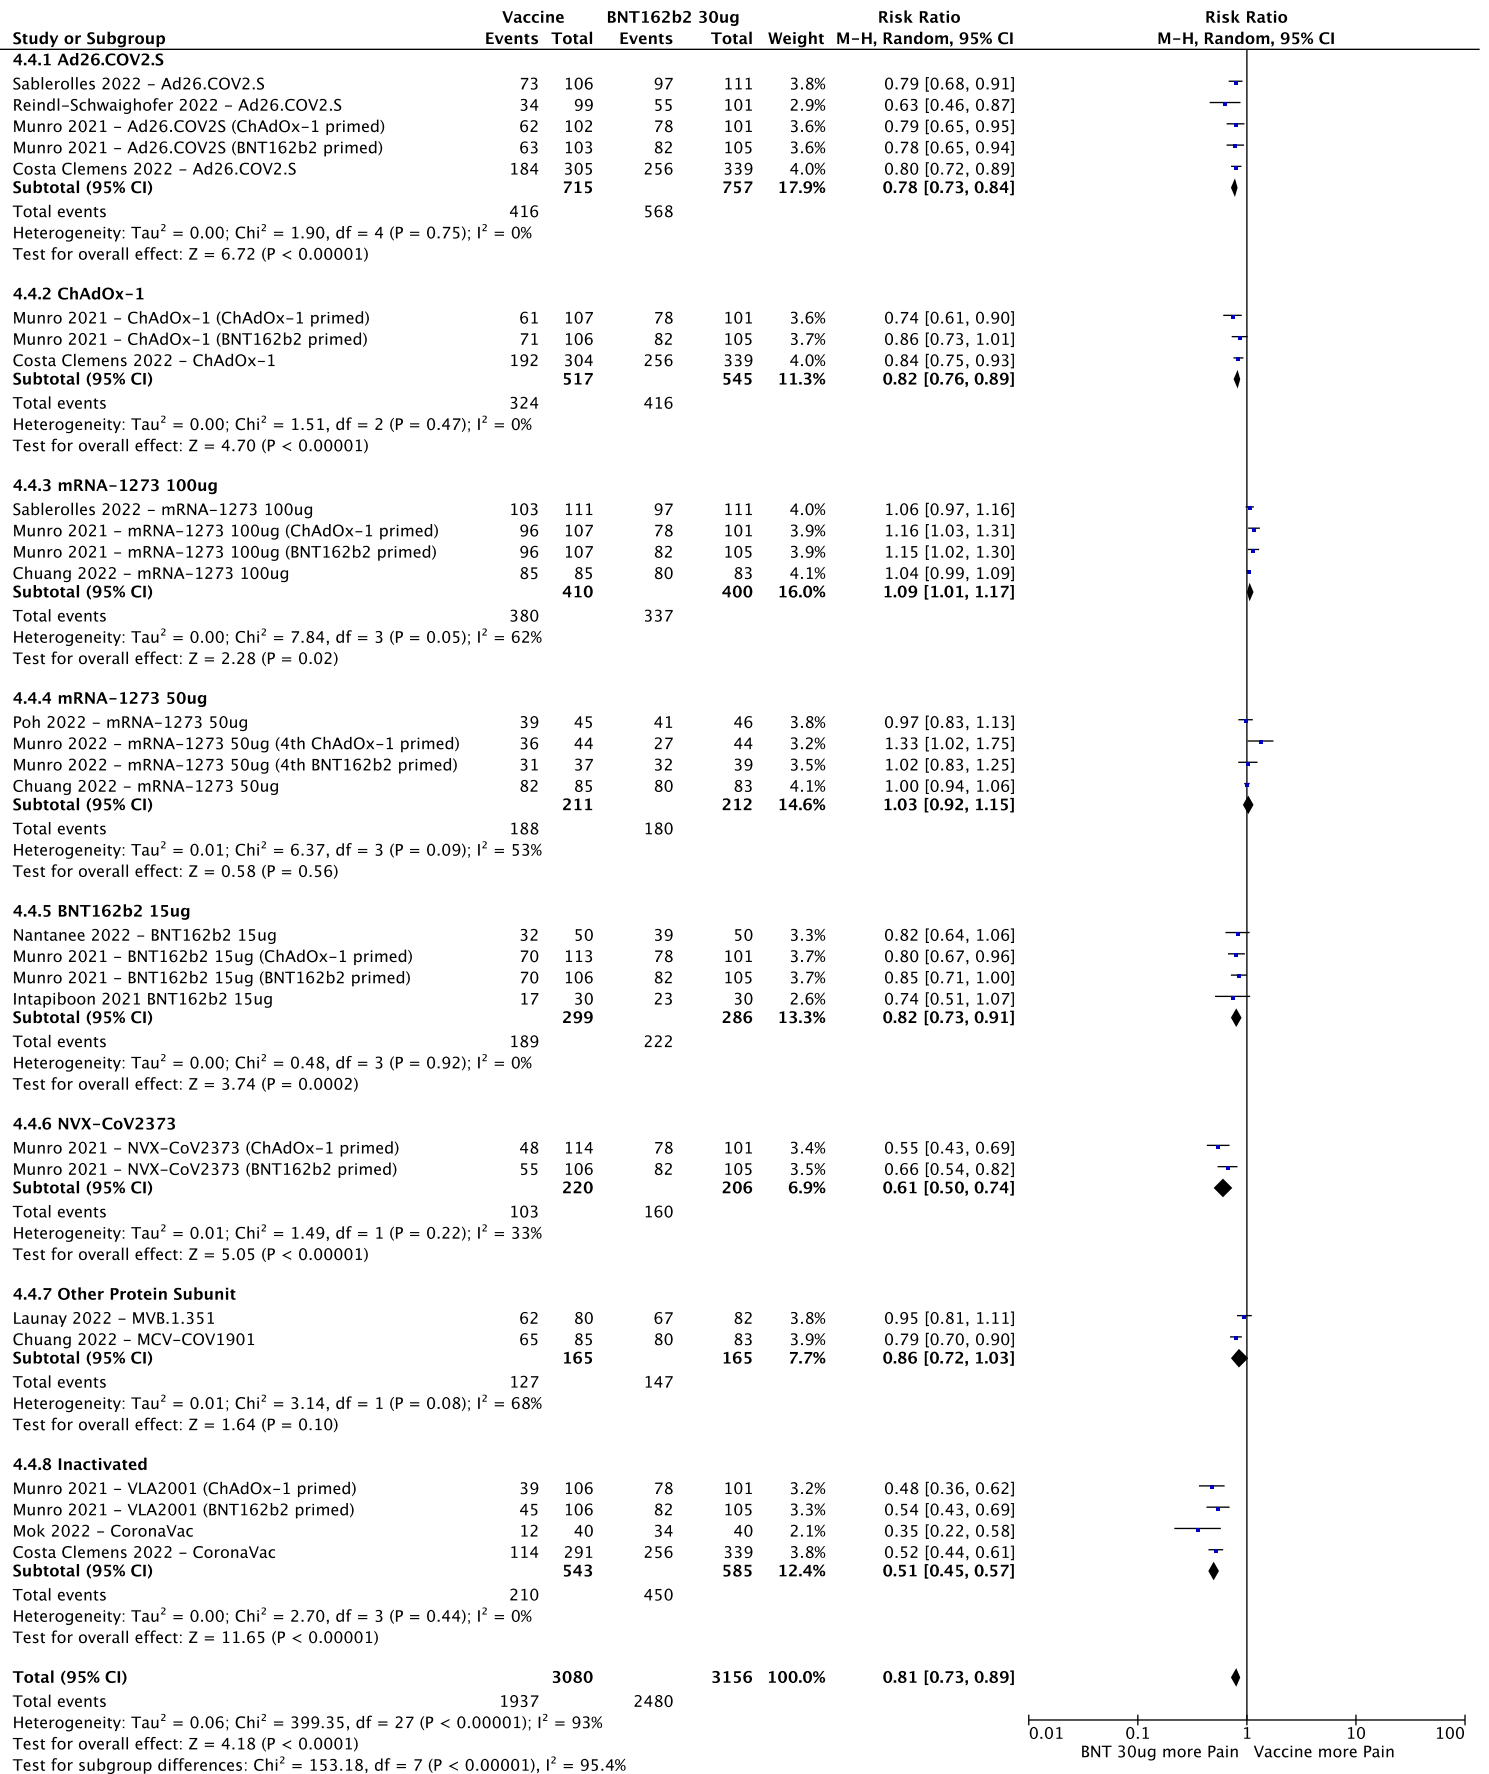 Vaccine BNT162b2 30ug Risk Ratio Risk Ratio
Study or Subgroup Events Total Events Total Weight M–H, Random, 95% CI M–H, Random, 95% CI
4.4.1 Ad26.COV2.S
Sablerolles 2022 – Ad26.COV2.S 73 106 97 111 3.8% 0.79 [0.68, 0.91]
Reindl–Schwaighofer 2022 – Ad26.COV2.S 34 99 55 101 2.9% 0.63 [0.46, 0.87]
Munro 2021 – Ad26.COV2S (ChAdOx–1 primed) 62 102 78 101 3.6% 0.79 [0.65, 0.95]
Munro 2021 – Ad26.COV2S (BNT162b2 primed) 63 103 82 105 3.6% 0.78 [0.65, 0.94]
Costa Clemens 2022 – Ad26.COV2.S 184 305 256 339 4.0% 0.80 [0.72, 0.89]
Subtotal (95% CI) 715 757 17.9% 0.78 [0.73, 0.84]
Total events 416 568
Heterogeneity: Tau² = 0.00; Chi² = 1.90, df = 4 (P = 0.75); I² = 0%
Test for overall effect: Z = 6.72 (P < 0.00001)
4.4.2 ChAdOx–1
Munro 2021 – ChAdOx–1 (ChAdOx–1 primed) 61 107 78 101 3.6% 0.74 [0.61, 0.90]
Munro 2021 – ChAdOx–1 (BNT162b2 primed) 71 106 82 105 3.7% 0.86 [0.73, 1.01]
Costa Clemens 2022 – ChAdOx–1 192 304 256 339 4.0% 0.84 [0.75, 0.93]
Subtotal (95% CI) 517 545 11.3% 0.82 [0.76, 0.89]
Total events 324 416
Heterogeneity: Tau² = 0.00; Chi² = 1.51, df = 2 (P = 0.47); I² = 0%
Test for overall effect: Z = 4.70 (P < 0.00001)
4.4.3 mRNA–1273 100ug
Sablerolles 2022 – mRNA–1273 100ug 103 111 97 111 4.0% 1.06 [0.97, 1.16]
Munro 2021 – mRNA–1273 100ug (ChAdOx–1 primed) 96 107 78 101 3.9% 1.16 [1.03, 1.31]
Munro 2021 – mRNA–1273 100ug (BNT162b2 primed) 96 107 82 105 3.9% 1.15 [1.02, 1.30]
Chuang 2022 – mRNA–1273 100ug 85 85 80 83 4.1% 1.04 [0.99, 1.09]
Subtotal (95% CI) 410 400 16.0% 1.09 [1.01, 1.17]
Total events 380 337
Heterogeneity: Tau² = 0.00; Chi² = 7.84, df = 3 (P = 0.05); I² = 62%
Test for overall effect: Z = 2.28 (P = 0.02)
4.4.4 mRNA–1273 50ug
Poh 2022 – mRNA–1273 50ug 39 45 41 46 3.8% 0.97 [0.83, 1.13]
Munro 2022 – mRNA–1273 50ug (4th ChAdOx–1 primed) 36 44 27 44 3.2% 1.33 [1.02, 1.75]
Munro 2022 – mRNA–1273 50ug (4th BNT162b2 primed) 31 37 32 39 3.5% 1.02 [0.83, 1.25]
Chuang 2022 – mRNA–1273 50ug 82 85 80 83 4.1% 1.00 [0.94, 1.06]
Subtotal (95% CI) 211 212 14.6% 1.03 [0.92, 1.15]
Total events 188 180
Heterogeneity: Tau² = 0.01; Chi² = 6.37, df = 3 (P = 0.09); I² = 53%
Test for overall effect: Z = 0.58 (P = 0.56)
4.4.5 BNT162b2 15ug
Nantanee 2022 – BNT162b2 15ug 32 50 39 50 3.3% 0.82 [0.64, 1.06]
Munro 2021 – BNT162b2 15ug (ChAdOx–1 primed) 70 113 78 101 3.7% 0.80 [0.67, 0.96]
Munro 2021 – BNT162b2 15ug (BNT162b2 primed) 70 106 82 105 3.7% 0.85 [0.71, 1.00]
Intapiboon 2021 BNT162b2 15ug 17 30 23 30 2.6% 0.74 [0.51, 1.07]
Subtotal (95% CI) 299 286 13.3% 0.82 [0.73, 0.91]
Total events 189 222
Heterogeneity: Tau² = 0.00; Chi² = 0.48, df = 3 (P = 0.92); I² = 0%
Test for overall effect: Z = 3.74 (P = 0.0002)
4.4.6 NVX–CoV2373
Munro 2021 – NVX–CoV2373 (ChAdOx–1 primed) 48 114 78 101 3.4% 0.55 [0.43, 0.69]
Munro 2021 – NVX–CoV2373 (BNT162b2 primed) 55 106 82 105 3.5% 0.66 [0.54, 0.82]
Subtotal (95% CI) 220 206 6.9% 0.61 [0.50, 0.74]
Total events 103 160
Heterogeneity: Tau² = 0.01; Chi² = 1.49, df = 1 (P = 0.22); I² = 33%
Test for overall effect: Z = 5.05 (P < 0.00001)
4.4.7 Other Protein Subunit
Launay 2022 – MVB.1.351 62 80 67 82 3.8% 0.95 [0.81, 1.11]
Chuang 2022 – MCV–COV1901 65 85 80 83 3.9% 0.79 [0.70, 0.90]
Subtotal (95% CI) 165 165 7.7% 0.86 [0.72, 1.03]
Total events 127 147
Heterogeneity: Tau² = 0.01; Chi² = 3.14, df = 1 (P = 0.08); I² = 68%
Test for overall effect: Z = 1.64 (P = 0.10)
4.4.8 Inactivated
Munro 2021 – VLA2001 (ChAdOx–1 primed) 39 106 78 101 3.2% 0.48 [0.36, 0.62]
Munro 2021 – VLA2001 (BNT162b2 primed) 45 106 82 105 3.3% 0.54 [0.43, 0.69]
Mok 2022 – CoronaVac 12 40 34 40 2.1% 0.35 [0.22, 0.58]
Costa Clemens 2022 – CoronaVac 114 291 256 339 3.8% 0.52 [0.44, 0.61]
Subtotal (95% CI) 543 585 12.4% 0.51 [0.45, 0.57]
Total events 210 450
Heterogeneity: Tau² = 0.00; Chi² = 2.70, df = 3 (P = 0.44); I² = 0%
Test for overall effect: Z = 11.65 (P < 0.00001)
Total (95% CI) 3080 3156 100.0% 0.81 [0.73, 0.89]
Total events 1937 2480
Heterogeneity: Tau² = 0.06; Chi² = 399.35, df = 27 (P < 0.00001); I² = 93%
Test for overall effect: Z = 4.18 (P < 0.0001)
Test for subgroup differences: Chi² = 153.18, df = 7 (P < 0.00001), I² = 95.4%
0.01 0.1 1 10 100
BNT 30ug more Pain Vaccine more Pain